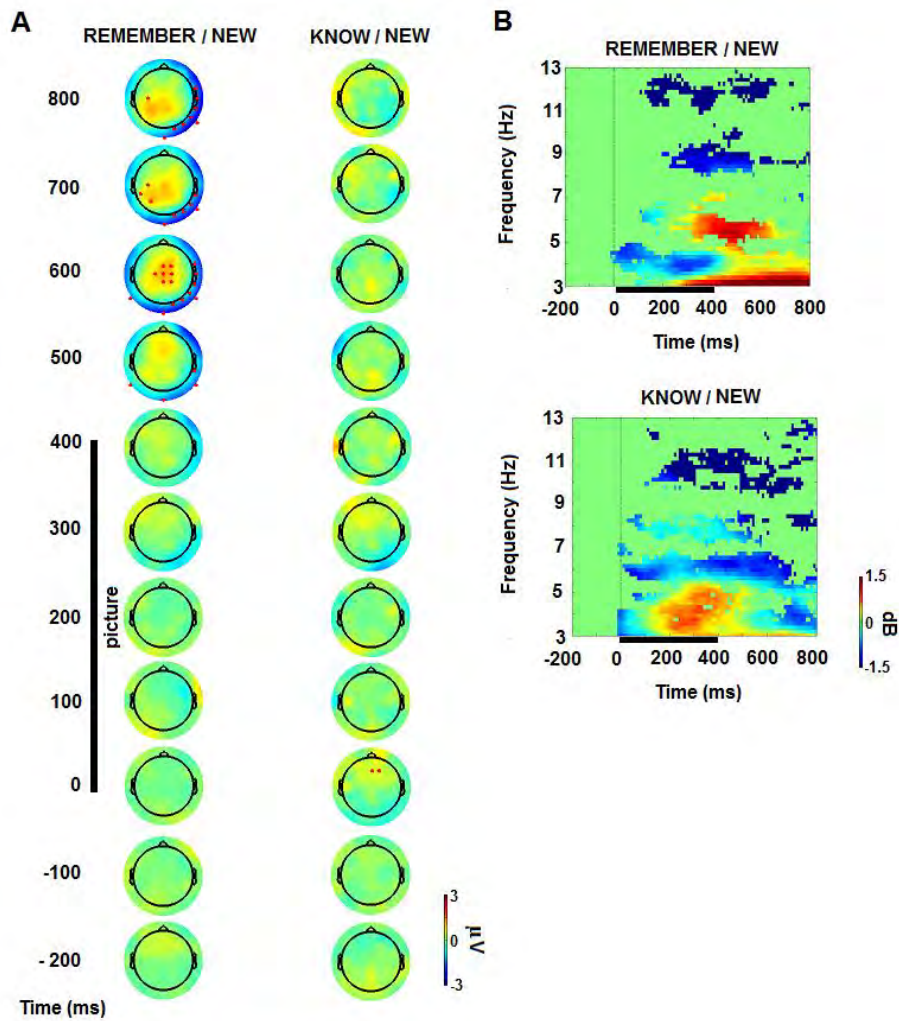 A
REMEMBER / NEW
KNOW / NEW
800
700
600
500
400
300
200
100
0
-100
- 200
picture
Time (ms)
3
0
-3
μV
B
REMEMBER / NEW
Frequency (Hz)
13
11
9
7
5
3
-200
0
200
400
600
800
Time (ms)
KNOW / NEW
Frequency (Hz)
13
11
9
7
5
3
-200
0
200
400
600
800
Time (ms)
1.5
0
-1.5
dB